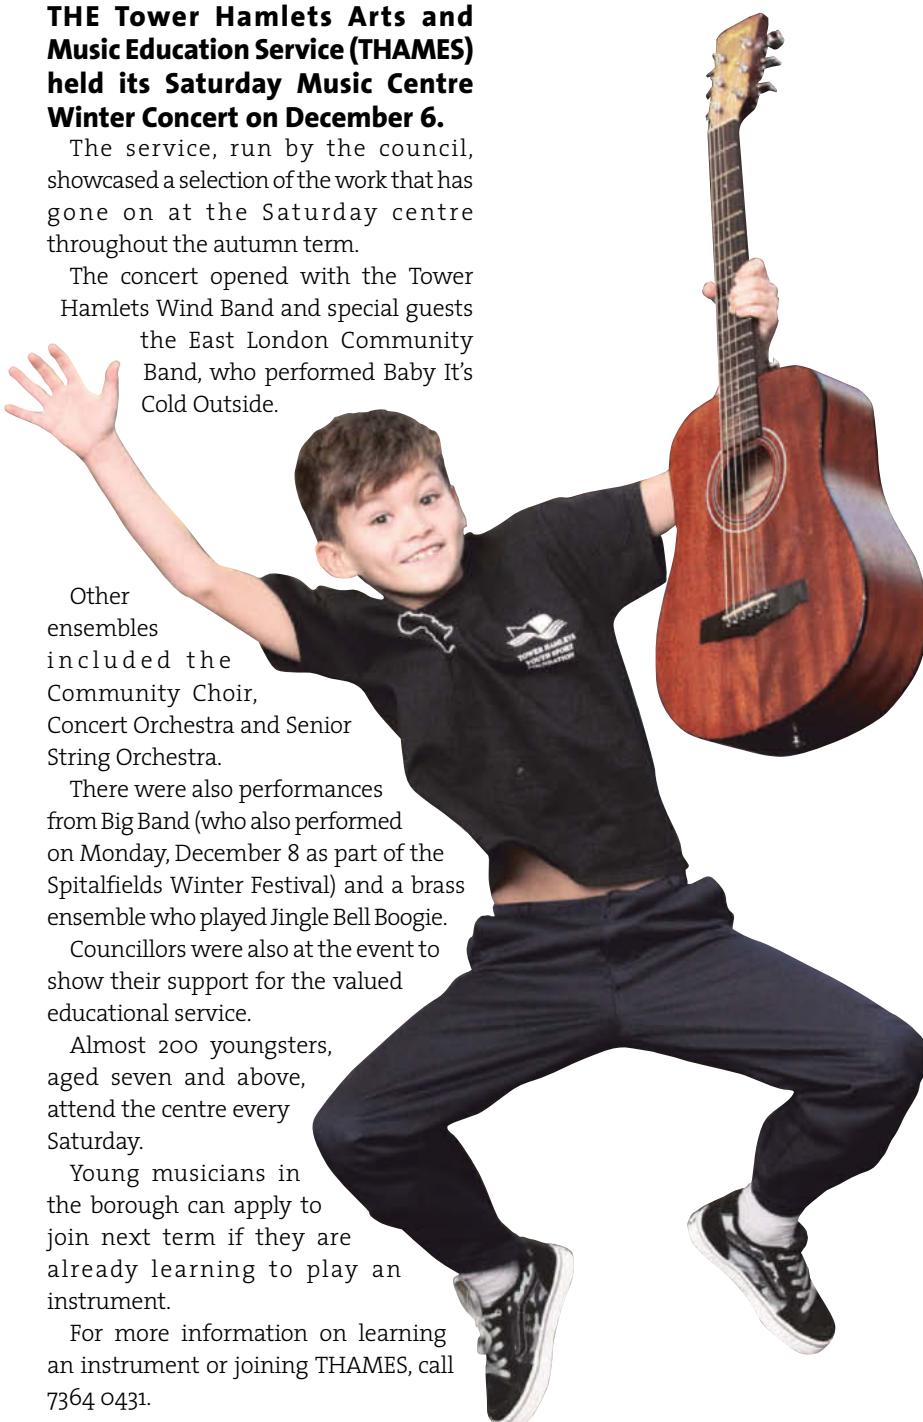 THE Tower Hamlets Arts and
Music Education Service (THAMES)
held its Saturday Music Centre
Winter Concert on December 6.
The service, run by the council,
showcased a selection of the work that has
gone on at the Saturday centre
throughout the autumn term.
The concert opened with the Tower
Hamlets Wind Band and special guests
the East London Community
Band, who performed Baby It's
Cold Outside.
Other
ensembles
included the
Community Choir,
Concert Orchestra and Senior
String Orchestra.
There were also performances
from Big Band (who also performed
on Monday, December 8 as part of the
Spitalfields Winter Festival) and a brass
ensemble who played Jingle Bell Boogie.
Councillors were also at the event to
show their support for the valued
educational service.
Almost 200 youngsters,
aged seven and above,
attend the centre every
Saturday.
Young musicians in
the borough can apply to
join next term if they are
already learning to play an
instrument.
For more information on learning
an instrument or joining THAMES, call
7364 0431.
TOWER HAMLETS
YOUTH SPORT
FOUNDATION